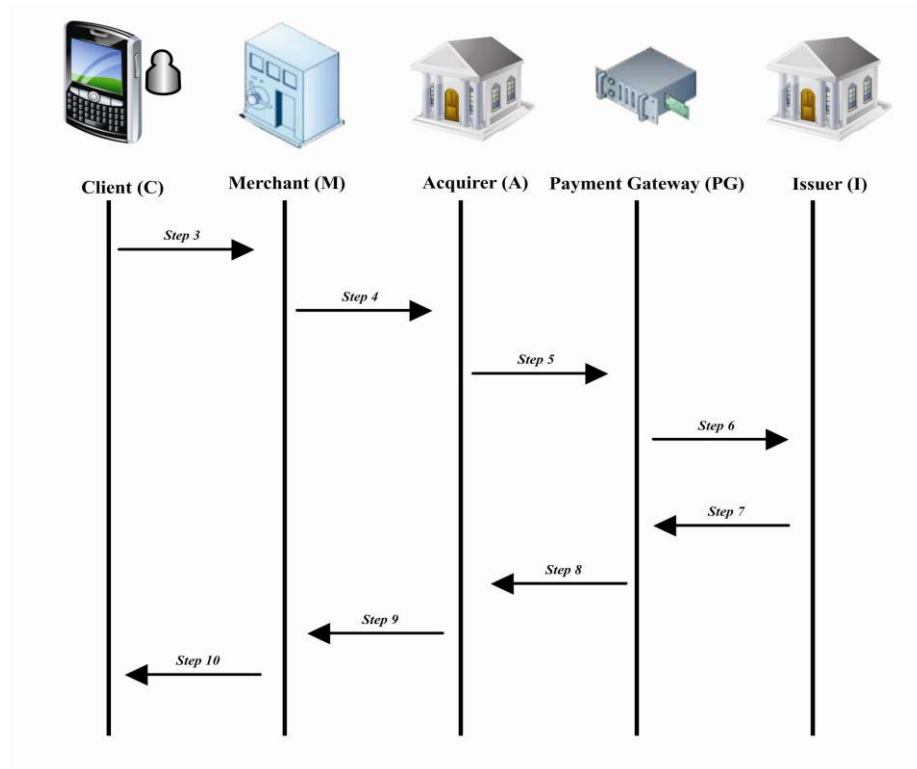 Client (C)
Merchant (M)
Acquirer (A)
Payment Gateway (PG)
Issuer (I)
Step 3
Step 4
Step 5
Step 6
Step 7
Step 8
Step 9
Step 10